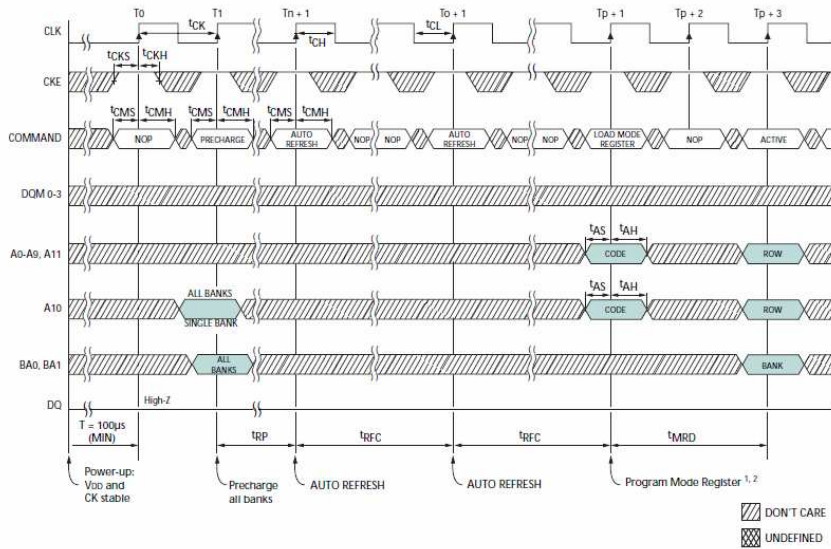 T0 T1 Tn + 1 To + 1 Tp + 1 Tp + 2 Tp + 3
CLK
tCK tCH tCL
tCKS tCKH
CKE
tCMS tCMH tCMS tCMH tCMS tCMH
COMMAND NOP PRECHARGE AUTO REFRESH NOP NOP AUTO REFRESH NOP NOP LOAD MODE REGISTER NOP ACTIVE
DQM 0-3
tAS tAH
A0-A9, A11 CODE ROW
ALL BANKS tAS tAH
A10 CODE ROW
SINGLE BANK
BA0, BA1 ALL BANKS BANK
DQ High-Z
T = 100µs
(MIN)
tRP tRFC tRFC tMRD
Power-up:
VDD and
CK stable
Precharge
all banks
AUTO REFRESH
AUTO REFRESH
Program Mode Register 1, 2
DON'T CARE
UNDEFINED